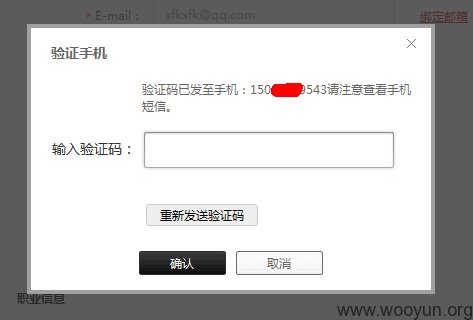 * E-mail： xfkxfk@qq.com 绑定邮箱
验证手机
验证码已发至手机：150 9543请注意查看手机
短信。
输入验证码：
重新发送验证码
确认 取消
职业信息
www.wooyun.org